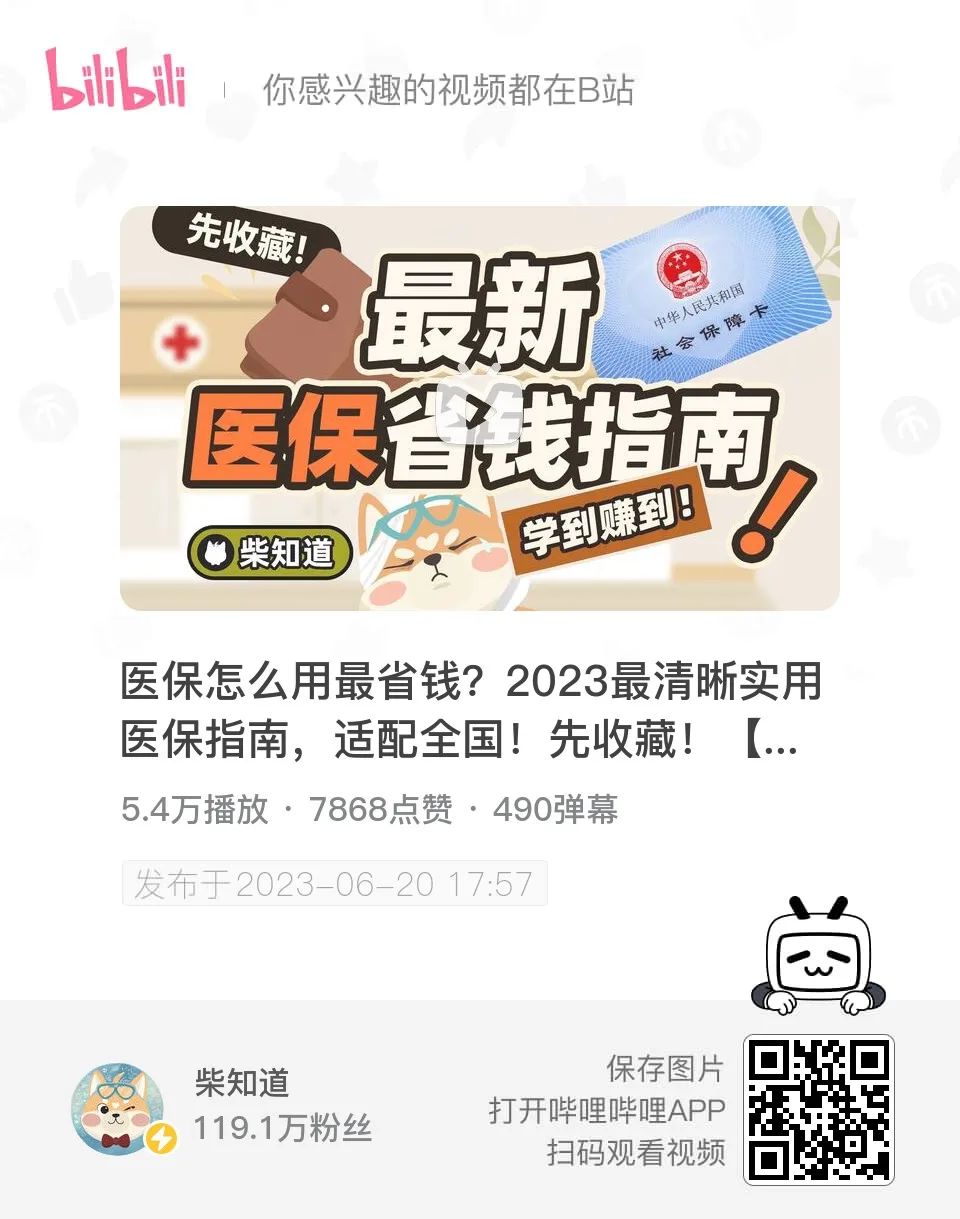 bilibili
你感兴趣的视频都在B站
先收藏!
最新
中华人民共和国
社会保障卡
医保省钱指南!
学到赚到!
柴知道
医保怎么用最省钱？2023最清晰实用
医保指南，适配全国！先收藏！【...
5.4万播放 · 7868点赞 · 490弹幕
发布于2023-06-20 17:57
柴知道
119.1万粉丝
保存图片
打开哔哩哔哩APP
扫码观看视频